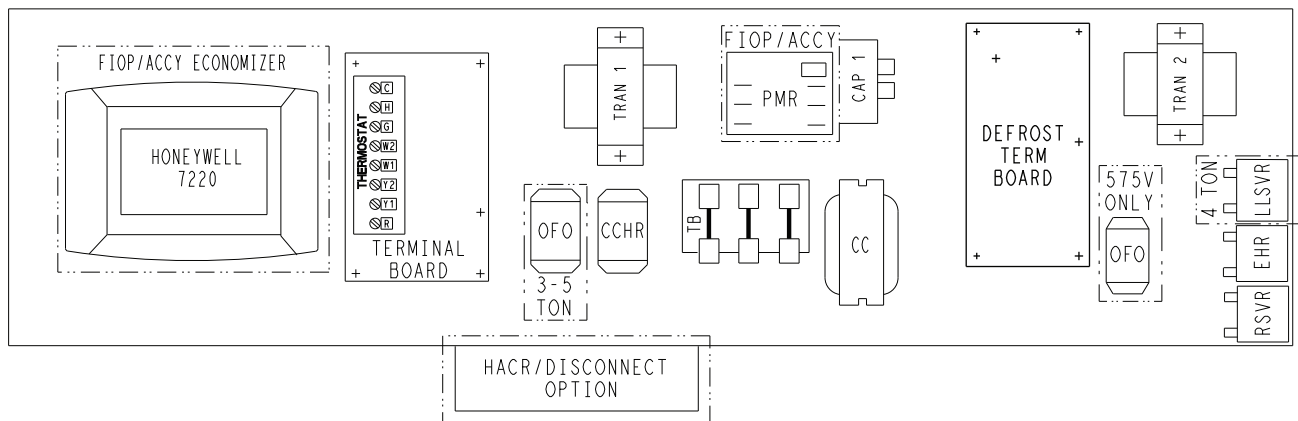 FIOP/ACCY ECONOMIZER
HONEYWELL
7220
THERMOSTAT
C
H
G
W2
W1
Y2
Y1
R
TERMINAL
BOARD
TRAN 1
OFO
3-5
TON
CCHR
FIOP/ACCY
PMR
CAP 1
TB
CC
DEFROST
TERM
BOARD
TRAN 2
575V
ONLY
OFO
4 TON
LLSVR
EHR
RSVR
HACR/DISCONNECT
OPTION